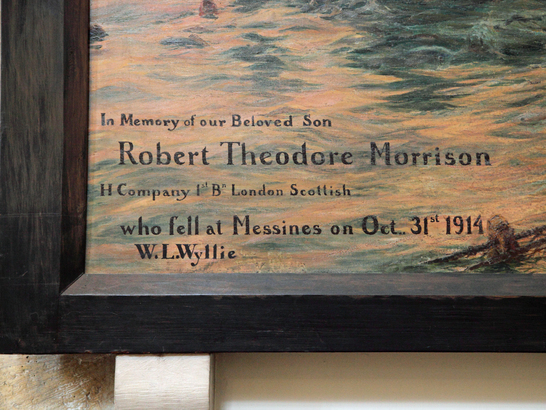 In Memory of our Beloved Son
Robert Theodore Morrison
H Company 1st Bn London Scottish
who fell at Messines on Oct. 31st 1914
W.L.Wyllie